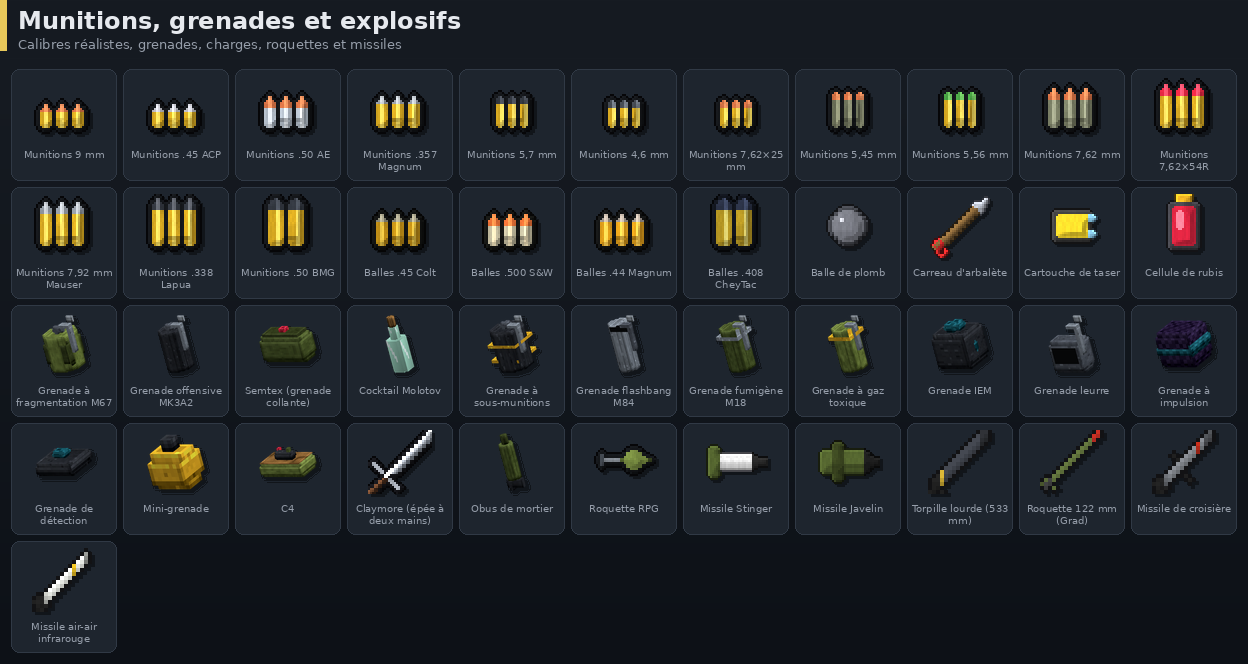 Munitions, grenades et explosifs
Calibres réalistes, grenades, charges, roquettes et missiles
Munitions 9 mm
Munitions .45 ACP
Munitions .50 AE
Munitions .357
Magnum
Munitions 5,7 mm
Munitions 4,6 mm
Munitions 7,62×25
mm
Munitions 5,45 mm
Munitions 5,56 mm
Munitions 7,62 mm
Munitions
7,62×54R
Munitions 7,92 mm
Mauser
Munitions .338
Lapua
Munitions .50 BMG
Balles .45 Colt
Balles .500 S&W
Balles .44 Magnum
Balles .408
CheyTac
Balle de plomb
Carreau d'arbalète
Cartouche de taser
Cellule de rubis
Grenade à
fragmentation M67
Grenade offensive
MK3A2
Semtex (grenade
collante)
Cocktail Molotov
Grenade à
sous-munitions
Grenade flashbang
M84
Grenade fumigène
M18
Grenade à gaz
toxique
Grenade IEM
Grenade leurre
Grenade à
impulsion
Grenade de
détection
Mini-grenade
C4
Claymore (épée à
deux mains)
Obus de mortier
Roquette RPG
Missile Stinger
Missile Javelin
Torpille lourde (533
mm)
Roquette 122 mm
(Grad)
Missile de croisière
Missile air-air
infrarouge